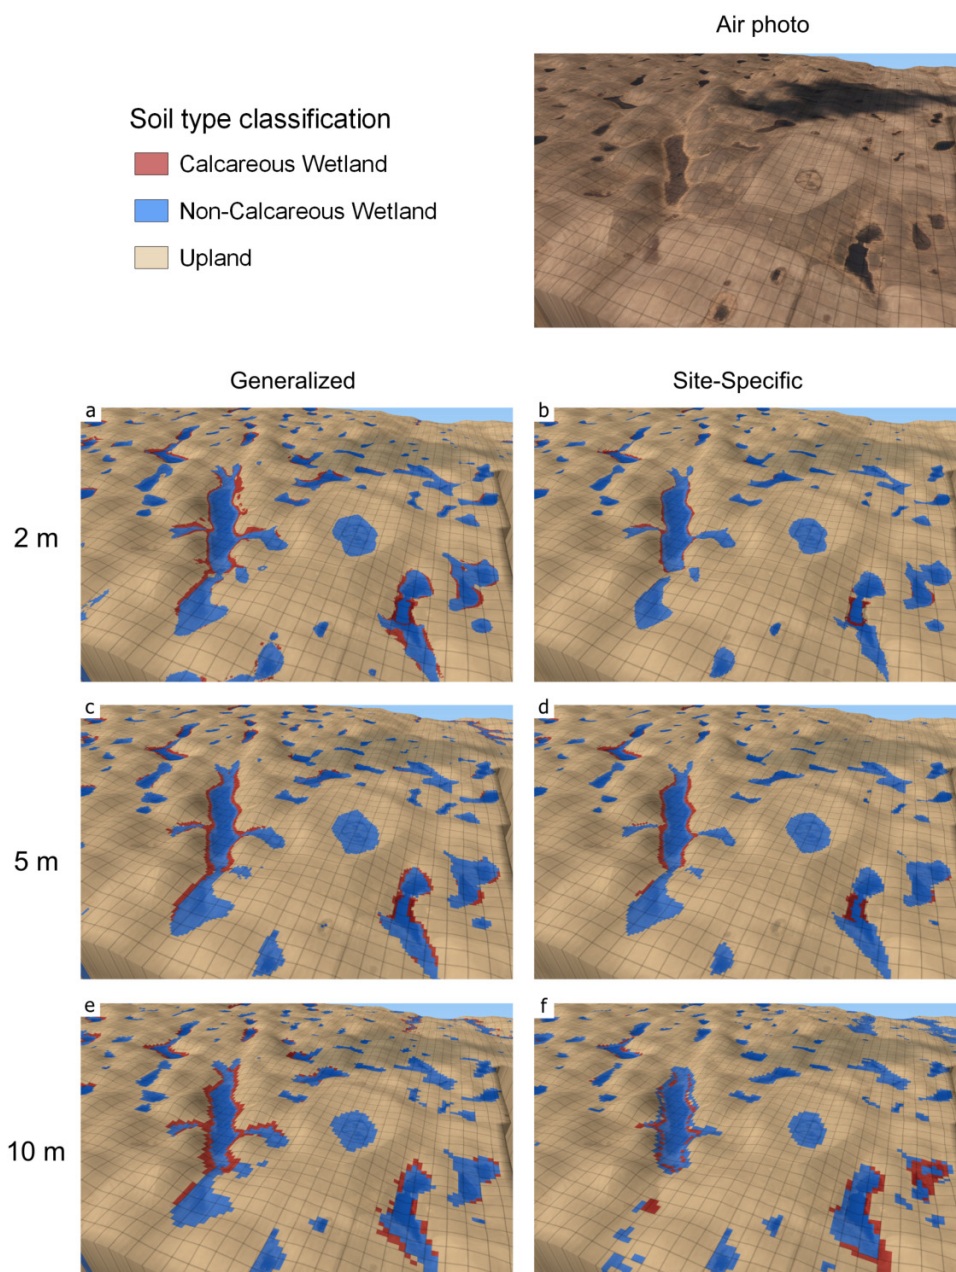 Air photo
Soil type classification
Calcareous Wetland
Non-Calcareous Wetland
Upland
Generalized
Site-Specific
a
b
2 m
c
d
5 m
e
f
10 m